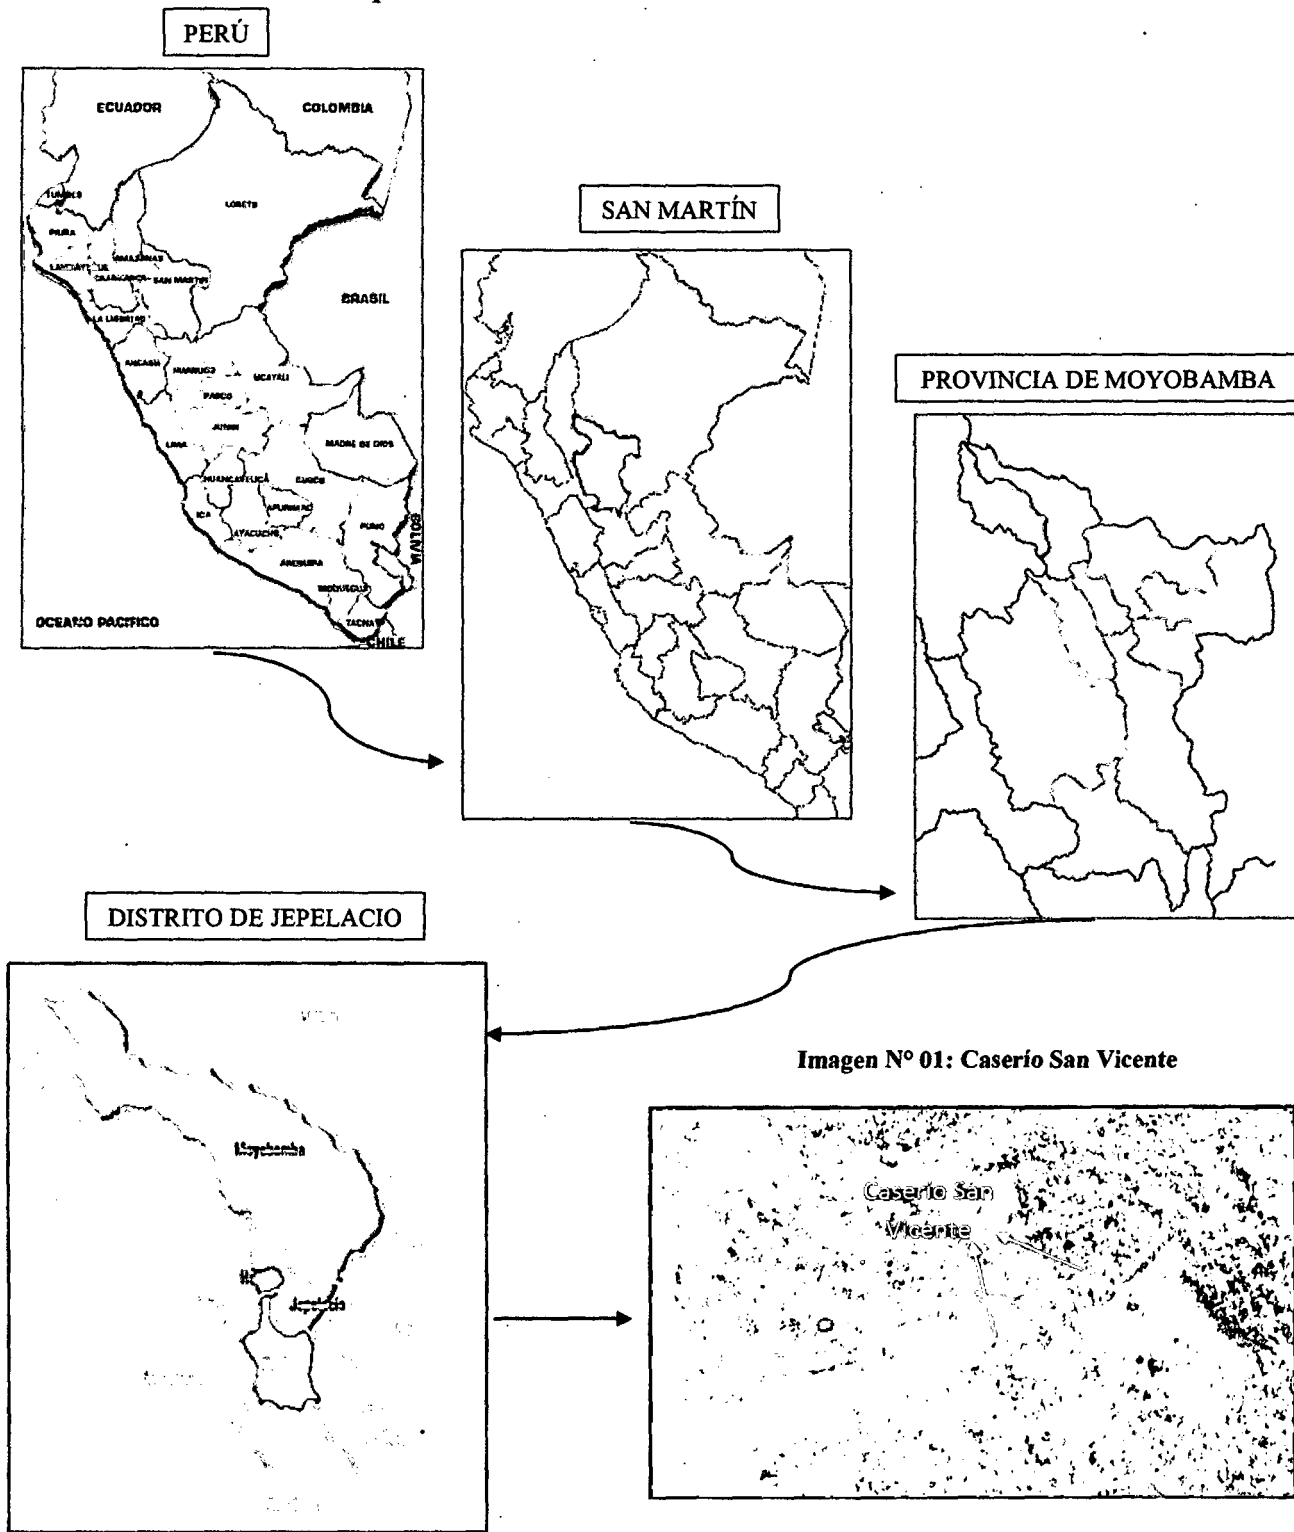 PERÚ
ECUADOR
COLOMBIA
TUMBES
LORETO
PIURA
AMAZONAS
SAN MARTIN
BRASIL
LA LIBERTAD
ANCASH
HUANUCO
UCAYALI
PASCO
JUNIN
LIMA
MADRE DE DIOS
HUANCAVELICA
CUSCO
ICA
APURIMAC
AYACUCHO
PUNO
BOLIVIA
AREQUIPA
MOQUEGUA
OCEANO PACIFICO
TACNA
CHILE
SAN MARTÍN
PROVINCIA DE MOYOBAMBA
DISTRITO DE JEPELACIO
Moyobamba
Jepelacio
Imagen Nº 01: Caserío San Vicente
Caserío San
Vicente